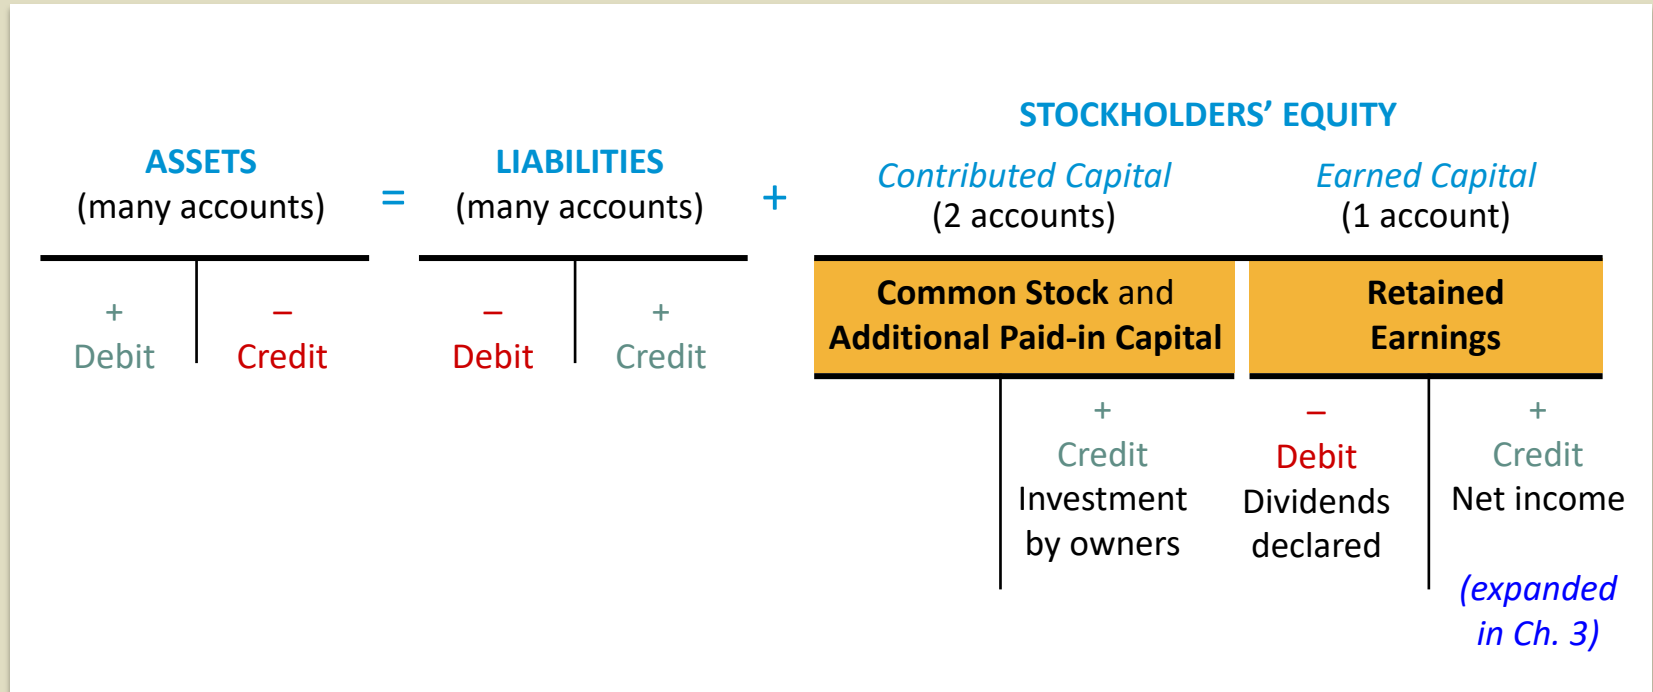 STOCKHOLDERS’ EQUITY
ASSETS
(many accounts)
=
LIABILITIES
(many accounts)
+
Contributed Capital
(2 accounts)
Earned Capital
(1 account)
+
Debit
–
Credit
–
Debit
+
Credit
Common Stock and
Additional Paid-in Capital
Retained
Earnings
+
Credit
Investment
by owners
–
Debit
Dividends
declared
+
Credit
Net income
(expanded
in Ch. 3)